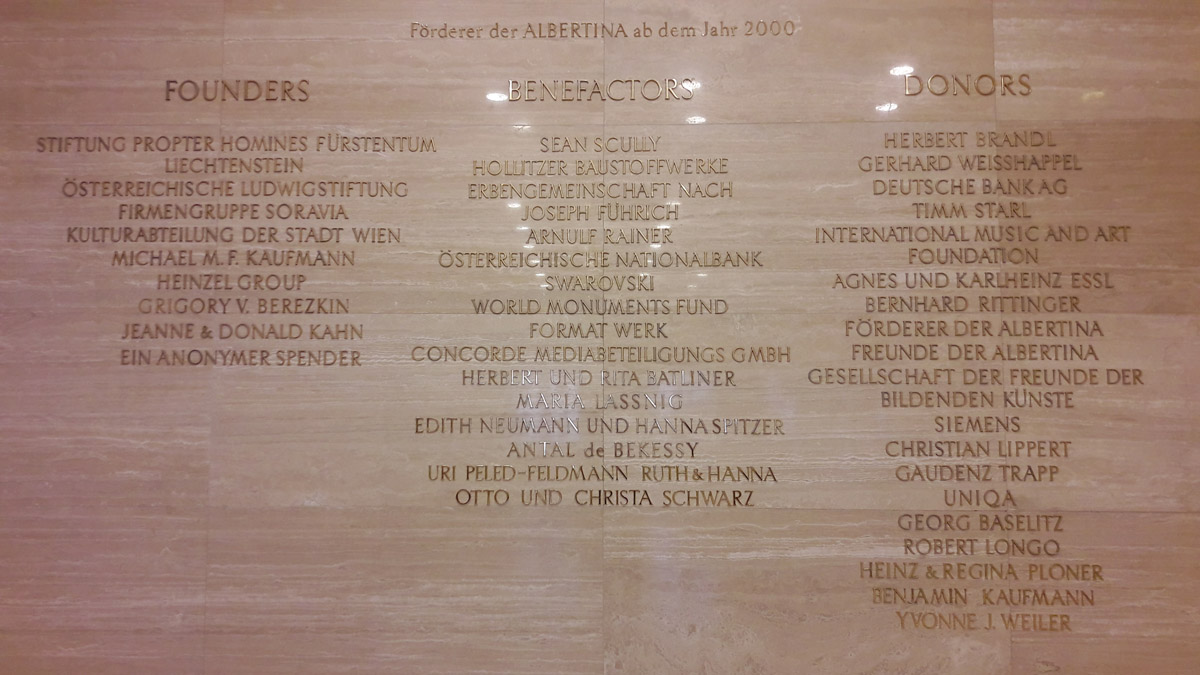 Förderer der ALBERTINA ab dem Jahr 2000
FOUNDERS
STIFTUNG PROPTER HOMINES FÜRSTENTUM
LIECHTENSTEIN
ÖSTERREICHISCHE LUDWIGSTIFTUNG
FIRMENGRUPPE SORAVIA
KULTURABTEILUNG DER STADT WIEN
MICHAEL M. F. KAUFMANN
HEINZEL GROUP
GRIGORY V. BEREZKIN
JEANNE & DONALD KAHN
EIN ANONYMER SPENDER
BENEFACTORS
SEAN SCULLY
HOLLITZER BAUSTOFFWERKE
ERBENGEMEINSCHAFT NACH
JOSEPH FÜHRICH
ARNULF RAINER
ÖSTERREICHISCHE NATIONALBANK
SWAROVSKI
WORLD MONUMENTS FUND
FORMAT WERK
CONCORDE MEDIABETEILIGUNGS GMBH
HERBERT UND RITA BATLINER
MARIA LASSNIG
EDITH NEUMANN UND HANNA SPITZER
ANTAL de BEKESSY
URI PELED-FELDMANN RUTH & HANNA
OTTO UND CHRISTA SCHWARZ
DONORS
HERBERT BRANDL
GERHARD WEISSHAPPEL
DEUTSCHE BANK AG
TIMM STARL
INTERNATIONAL MUSIC AND ART
FOUNDATION
AGNES UND KARLHEINZ ESSL
BERNHARD RITTINGER
FÖRDERER DER ALBERTINA
FREUNDE DER ALBERTINA
GESELLSCHAFT DER FREUNDE DER
BILDENDEN KÜNSTE
SIEMENS
CHRISTIAN LIPPERT
GAUDENZ TRAPP
UNIQA
GEORG BASELITZ
ROBERT LONGO
HEINZ & REGINA PLONER
BENJAMIN KAUFMANN
YVONNE J. WEILER